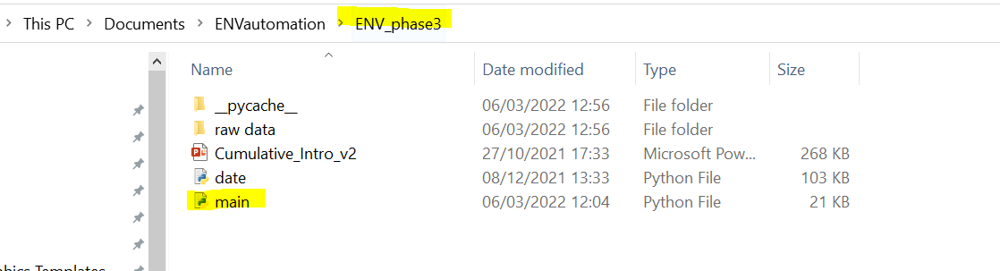 This PC > Documents > ENVautomation > ENV_phase3
Name Date modified Type Size
__pycache__ 06/03/2022 12:56 File folder
raw data 06/03/2022 12:56 File folder
Cumulative_Intro_v2 27/10/2021 17:33 Microsoft Pow... 268 KB
date 08/12/2021 13:33 Python File 103 KB
main 06/03/2022 12:04 Python File 21 KB
phics Templates